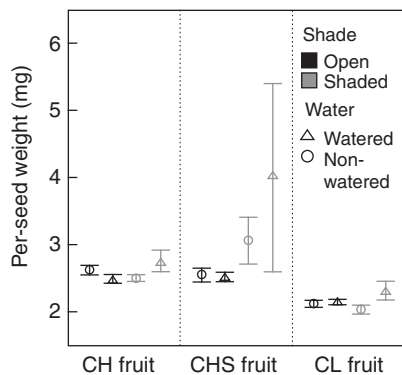 Per-seed weight (mg)
6
5
4
3
2
Shade
Open
Shaded
Water
Watered
Non-
watered
CH fruit
CHS fruit
CL fruit